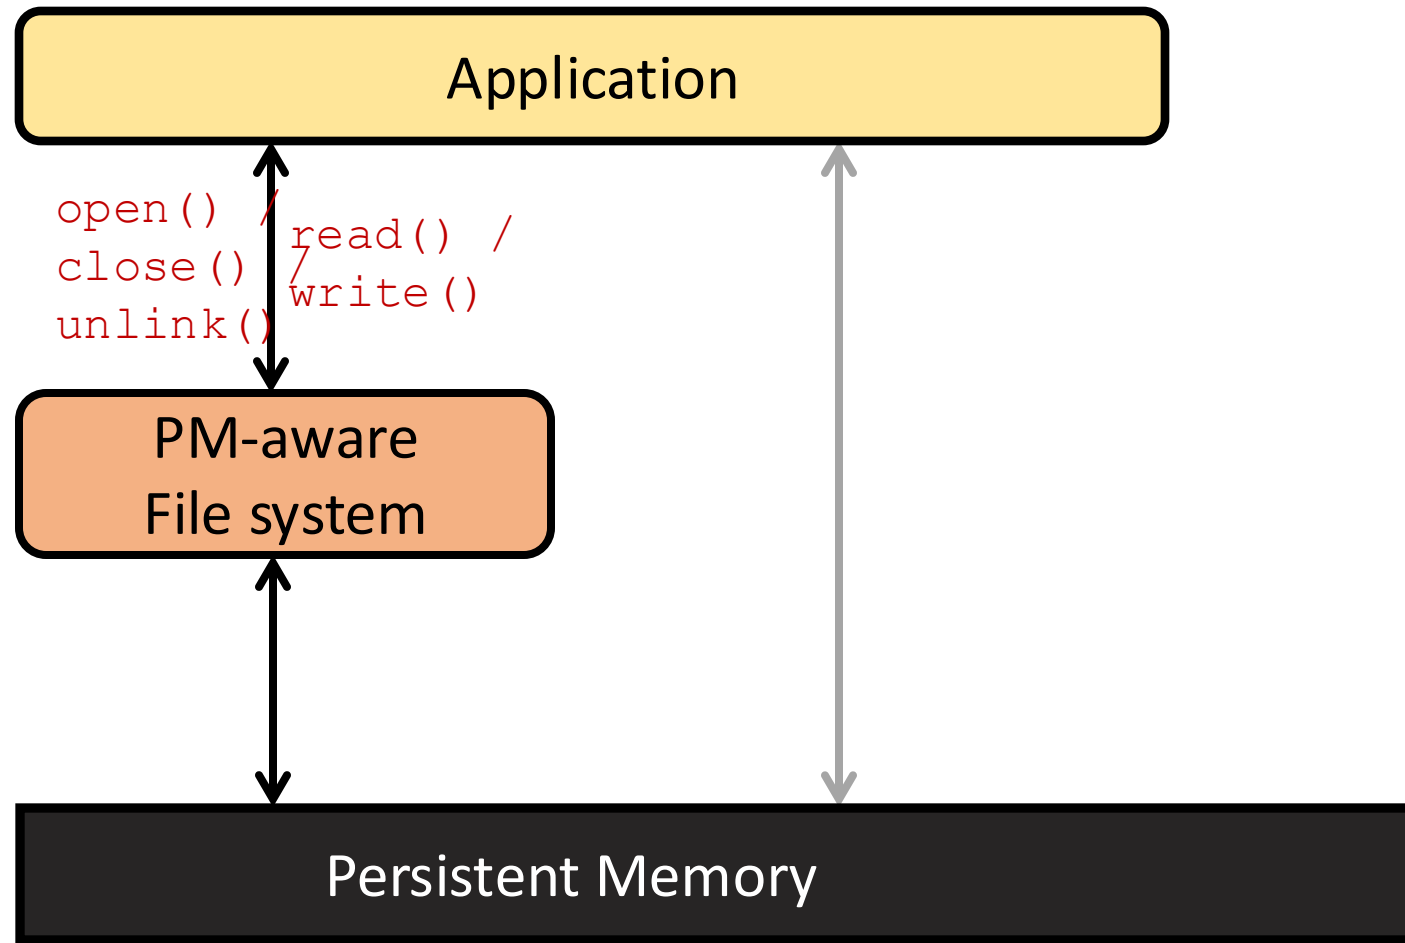 Application
open() /
close() /
unlink()
read() /
write()
PM-aware
File system
Persistent Memory